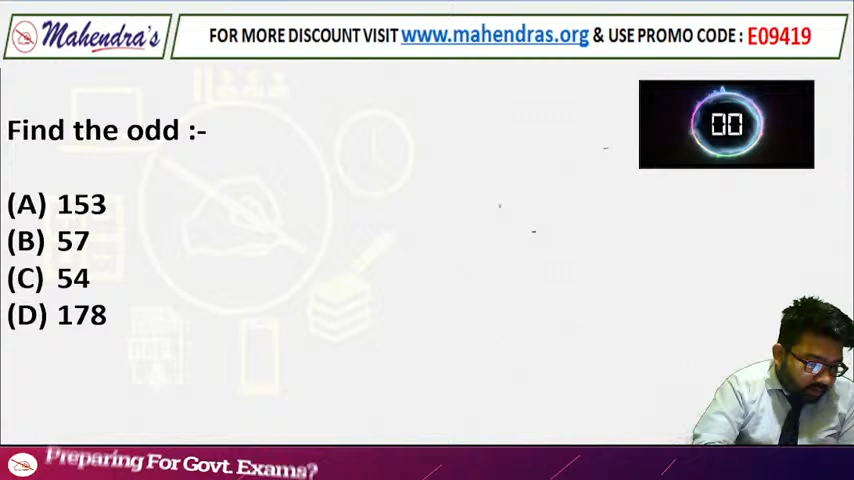 Mahendra's
FOR MORE DISCOUNT VISIT www.mahendras.org & USE PROMO CODE : E09419
00
Find the odd :-
(A) 153
(B) 57
(C) 54
(D) 178
Preparing For Govt. Exams?